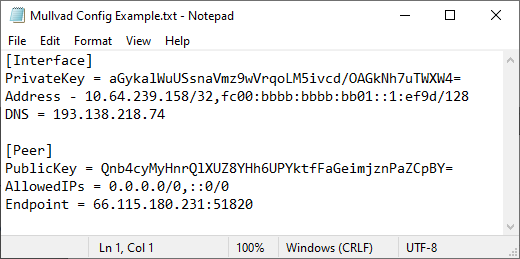 Mullvad Config Example.txt - Notepad
File Edit Format View Help
[Interface]
PrivateKey = aGykalWuUSsnaVmz9wVrqoLM5ivcd/OAGkNh7uTWXW4=
Address - 10.64.239.158/32,fc00:bbbb:bbbb:bb01::1:ef9d/128
DNS = 193.138.218.74
[Peer]
PublicKey = Qnb4cyMyHnrQlXUZ8YHh6UPYktfFaGeimjznPaZCpBY=
AllowedIPs = 0.0.0.0/0,::0/0
Endpoint = 66.115.180.231:51820
Ln 1, Col 1 100% Windows (CRLF) UTF-8